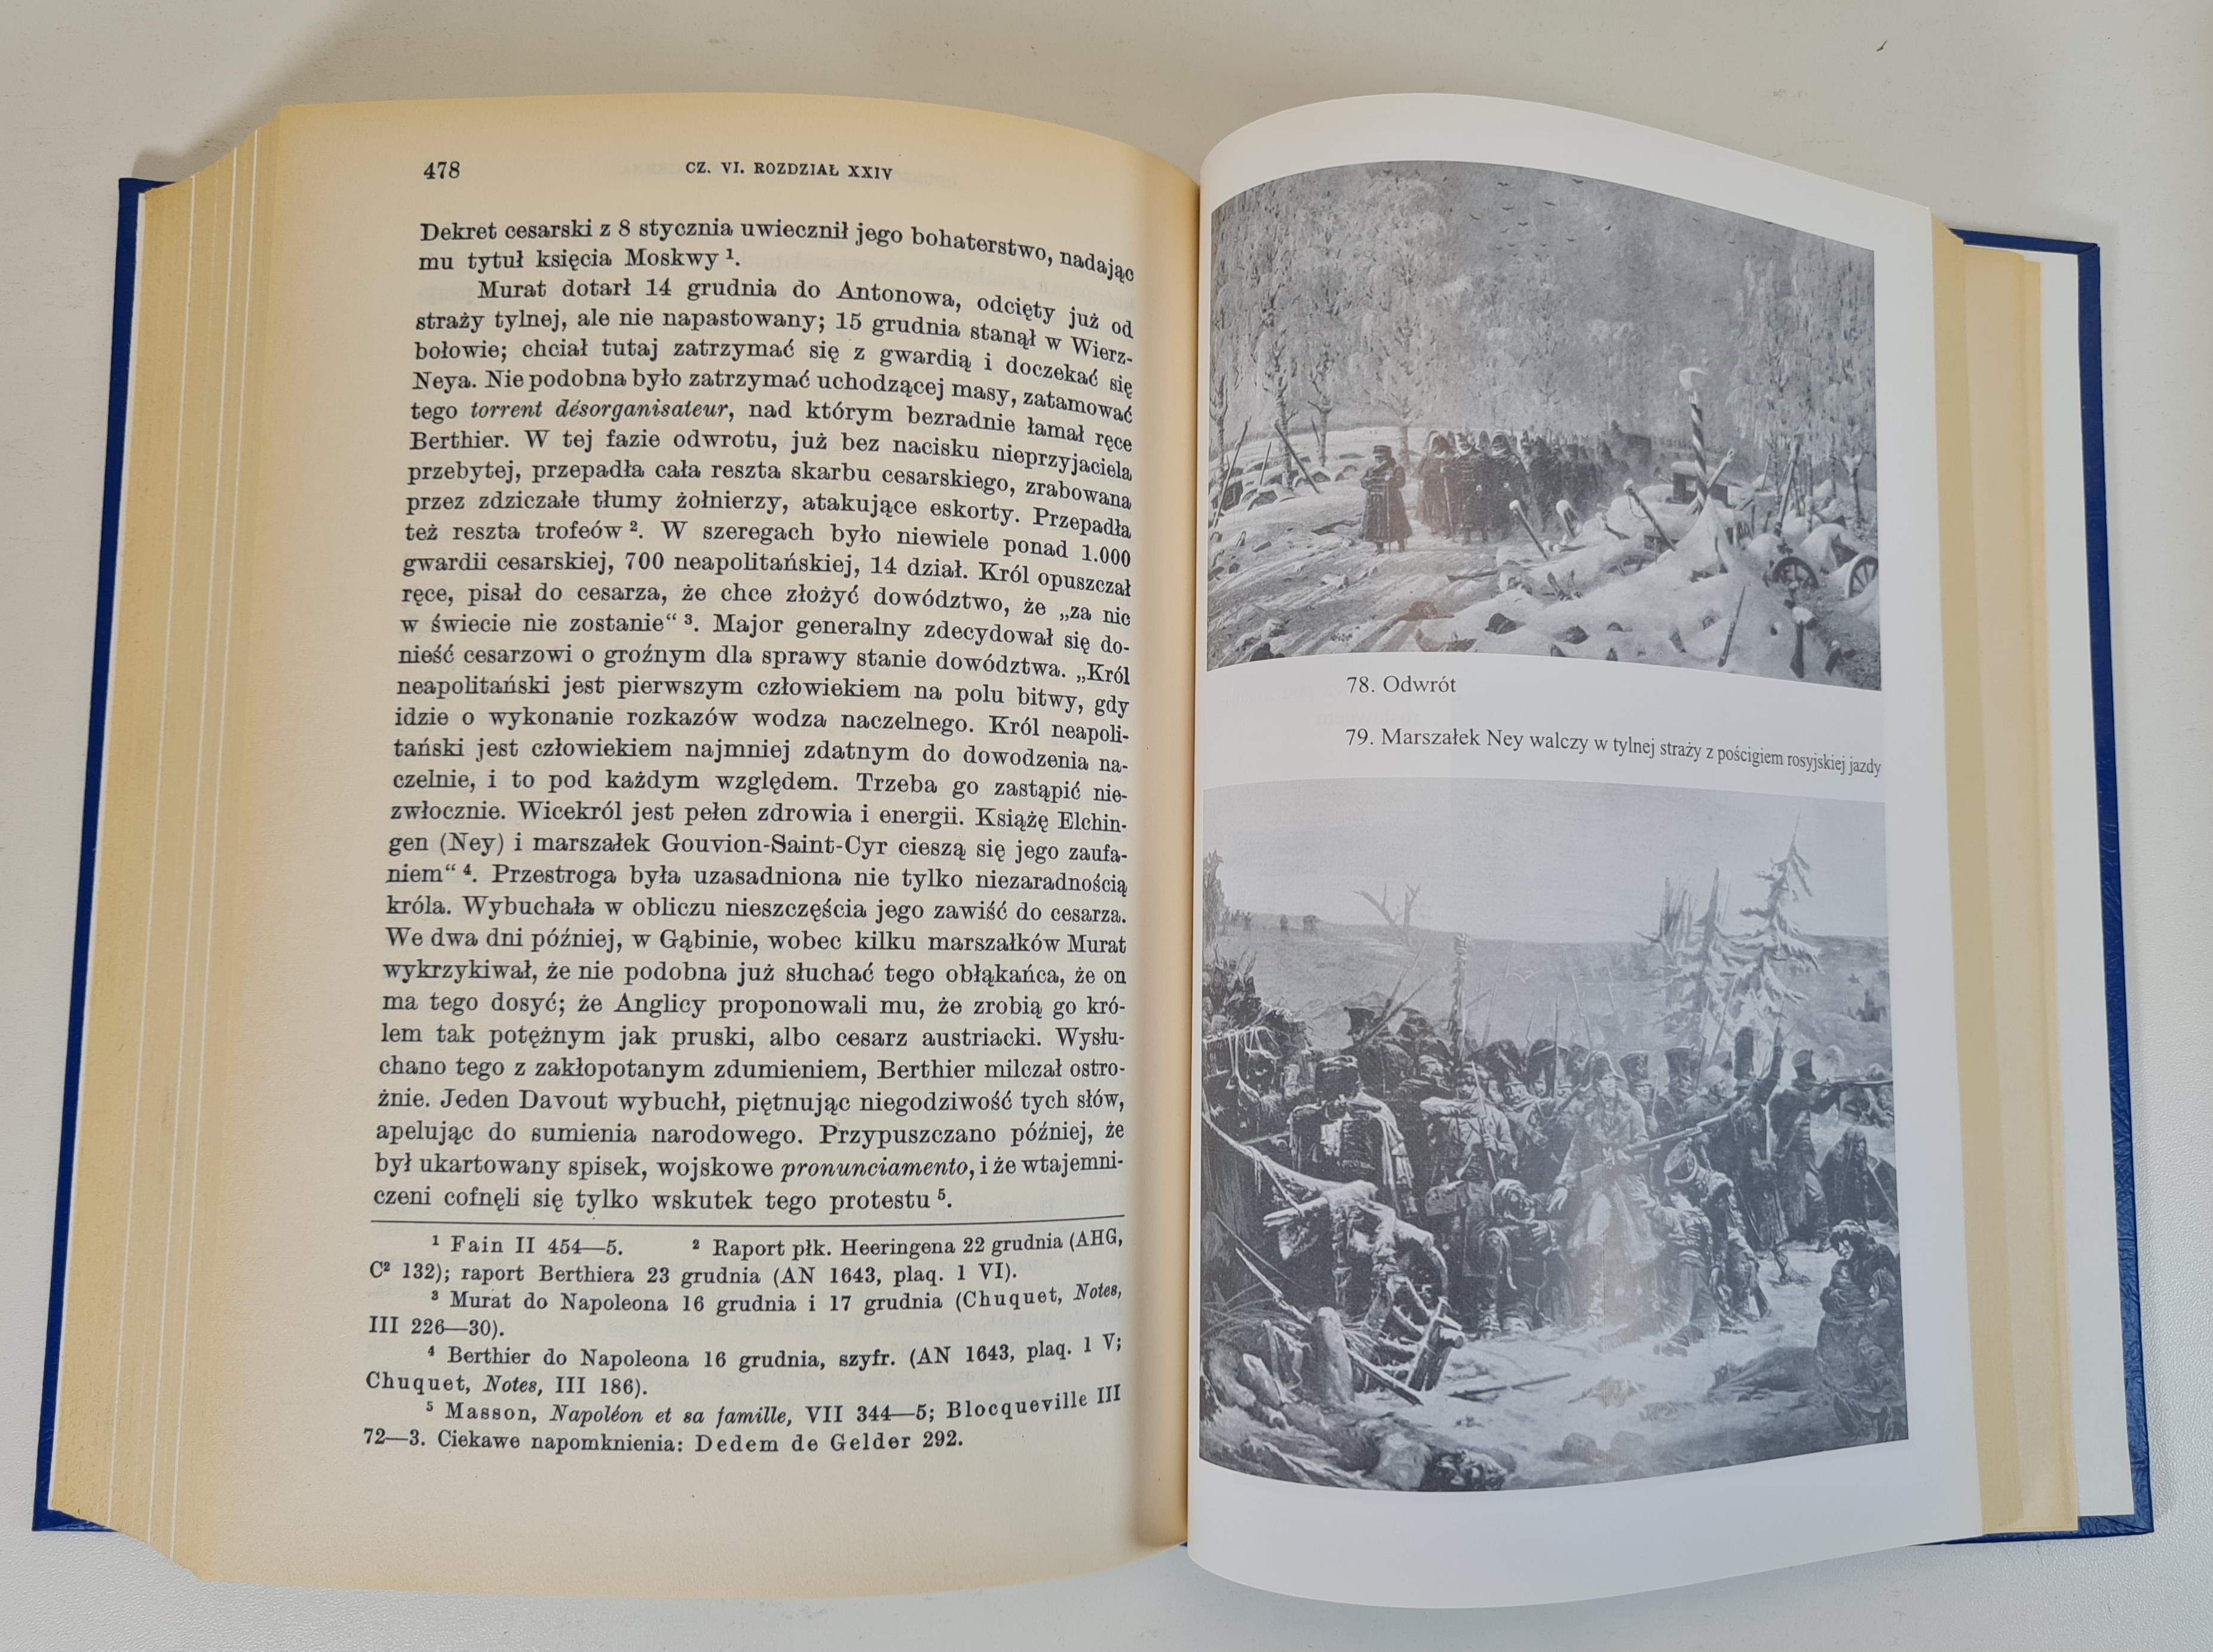 478
CZ. VI. ROZDZIAŁ XXIV
Dekret cesarski z 8 stycznia uwiecznił jego bohaterstwo, nadając
mu tytuł księcia Moskwy ¹.
Murat dotarł 14 grudnia do Antonowa, odcięty już od
straży tylnej, ale nie napastowany; 15 grudnia stanął w Wierz-
bołowie; chciał tutaj zatrzymać się z gwardią i doczekać się
Neya. Nie podobna było zatrzymać uchodzącej masy, zatamować
tego torrent désorganisateur, nad którym bezradnie łamał ręce
Berthier. W tej fazie odwrotu, już bez nacisku nieprzyjaciela
przebytej, przepadła cała reszta skarbu cesarskiego, zrabowana
przez zdziczałe tłumy żołnierzy, atakujące eskorty. Przepadła
też reszta trofeów ². W szeregach było niewiele ponad 1.000
gwardii cesarskiej, 700 neapolitańskiej, 14 dział. Król opuszczał
ręce, pisał do cesarza, że chce złożyć dowództwo, że „za nic
w świecie nie zostanie“ ³. Major generalny zdecydował się do-
nieść cesarzowi o groźnym dla sprawy stanie dowództwa. „Król
neapolitański jest pierwszym człowiekiem na polu bitwy, gdy
idzie o wykonanie rozkazów wodza naczelnego. Król neapoli-
tański jest człowiekiem najmniej zdatnym do dowodzenia na-
czelnie, i to pod każdym względem. Trzeba go zastąpić nie-
zwłocznie. Wicekról jest pełen zdrowia i energii. Książę Elchin-
gen (Ney) i marszałek Gouvion-Saint-Cyr cieszą się jego zaufa-
niem“ ⁴. Przestroga była uzasadniona nie tylko niezaradnością
króla. Wybuchała w obliczu nieszczęścia jego zawiść do cesarza.
We dwa dni później, w Gąbinie, wobec kilku marszałków Murat
wykrzykiwał, że nie podobna już słuchać tego obłąkańca, że on
ma tego dosyć; że Anglicy proponowali mu, że zrobią go kró-
lem tak potężnym jak pruski, albo cesarz austriacki. Wysłu-
chano tego z zakłopotanym zdumieniem, Berthier milczał ostro-
żnie. Jeden Davout wybuchł, piętnując niegodziwość tych słów,
apelując do sumienia narodowego. Przypuszczano później, że
był ukartowany spisek, wojskowe pronunciamento, i że wtajemni-
czeni cofnęli się tylko wskutek tego protestu ⁵.
¹ Fain II 454—5. ² Raport płk. Heeringena 22 grudnia (AHG,
C² 132); raport Berthiera 23 grudnia (AN 1643, plaq. 1 VI).
³ Murat do Napoleona 16 grudnia i 17 grudnia (Chuquet, Notes,
III 226—30).
⁴ Berthier do Napoleona 16 grudnia, szyfr. (AN 1643, plaq. 1 V;
Chuquet, Notes, III 186).
⁵ Masson, Napoléon et sa famille, VII 344—5; Blocqueville III
72—3. Ciekawe napomknienia: Dedem de Gelder 292.
78. Odwrót
79. Marszałek Ney walczy w tylnej straży z pościgiem rosyjskiej jazdy